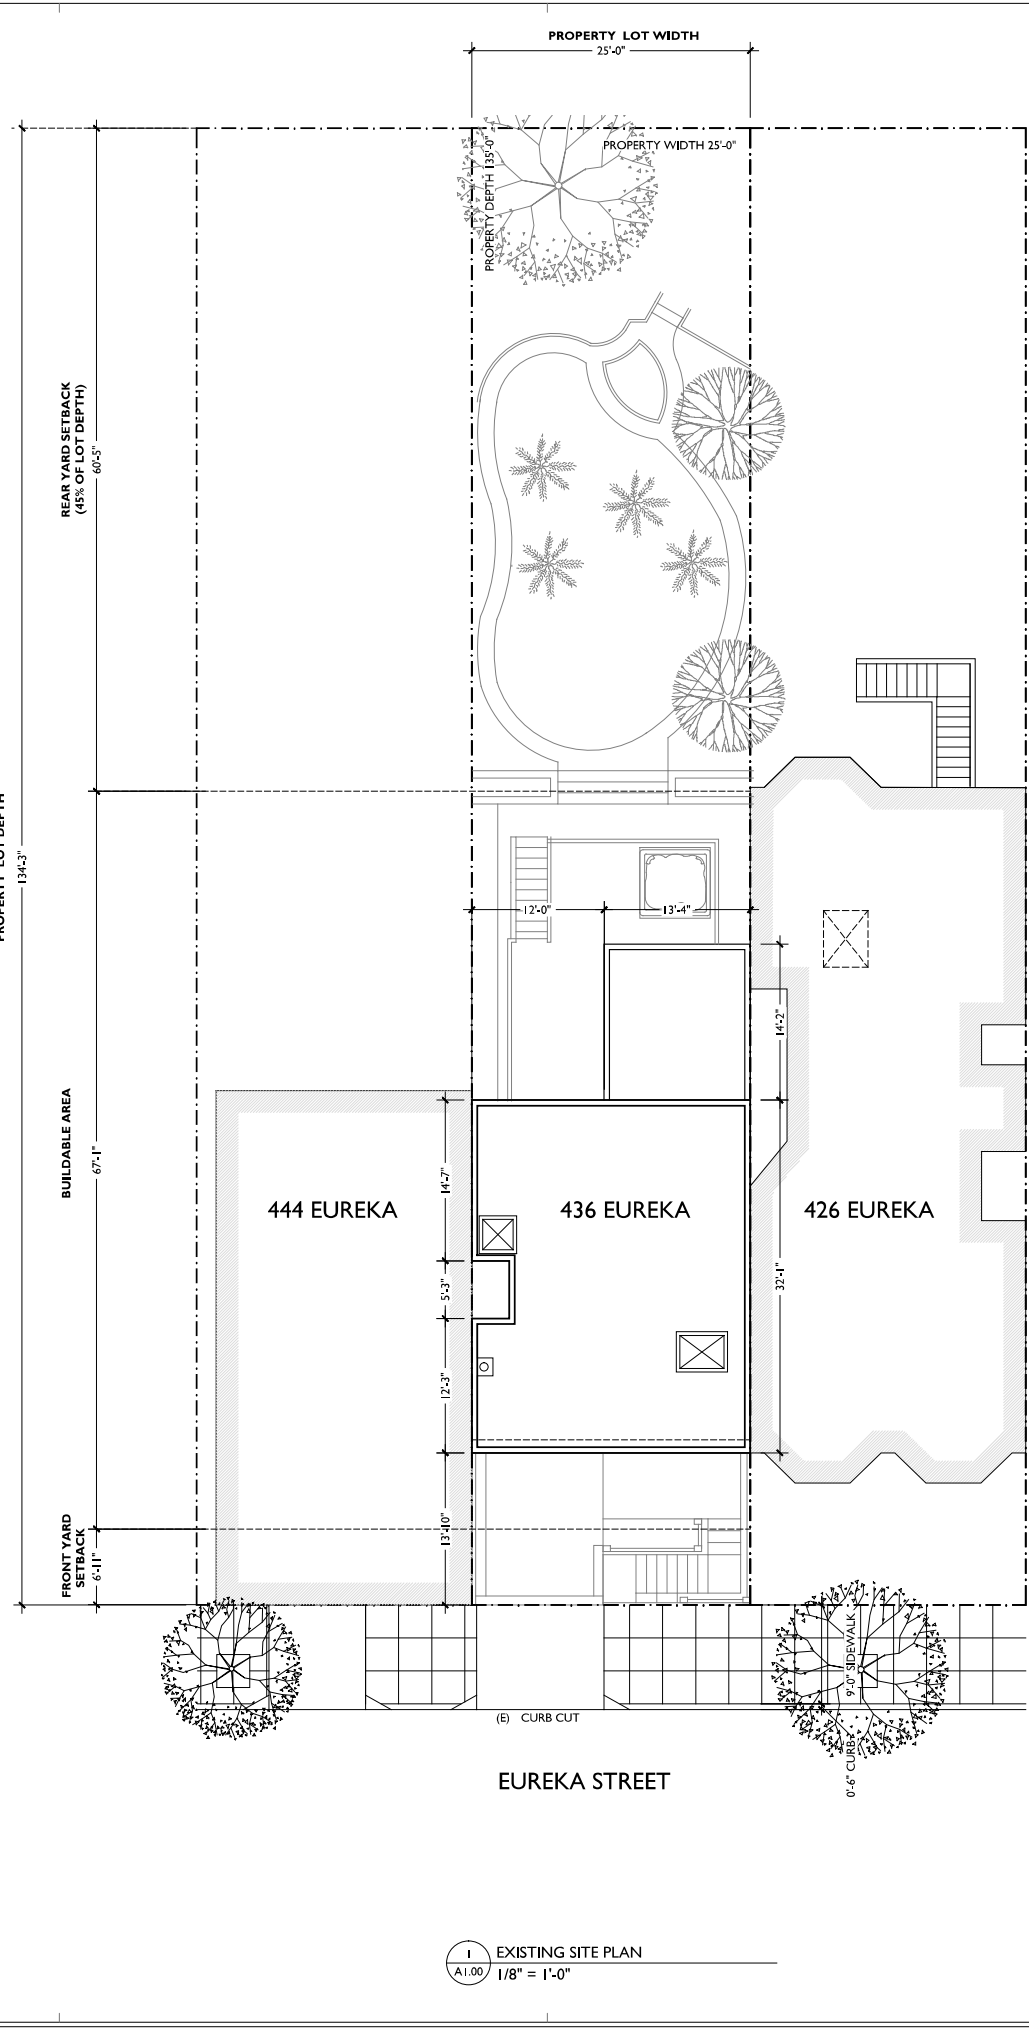 PROPERTY LOT WIDTH
25'-0"
PROPERTY WIDTH 25'-0"
PROPERTY DEPTH 135'-0"
REAR YARD SETBACK
(45% OF LOT DEPTH)
60'-5"
PROPERTY LOT DEPTH
134'-3"
12'-0"
13'-4"
14'-2"
BUILDABLE AREA
67'-1"
14'-7"
444 EUREKA
436 EUREKA
426 EUREKA
5'-3"
32'-1"
12'-3"
13'-10"
FRONT YARD
SETBACK
6'-11"
9'-0" SIDEWALK
0'-6" CURB
(E) CURB CUT
EUREKA STREET
1
A1.00
EXISTING SITE PLAN
1/8" = 1'-0"